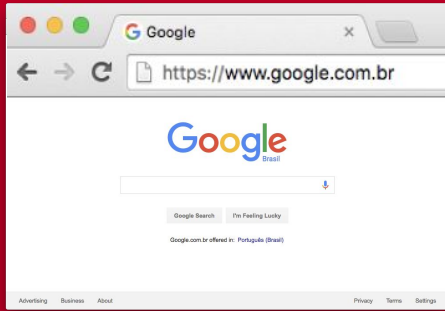 Google
https://www.google.com.br
Google
Brasil
Google Search I'm Feeling Lucky
Google.com.br offered in: Português (Brasil)
Advertising Business About Privacy Terms Settings